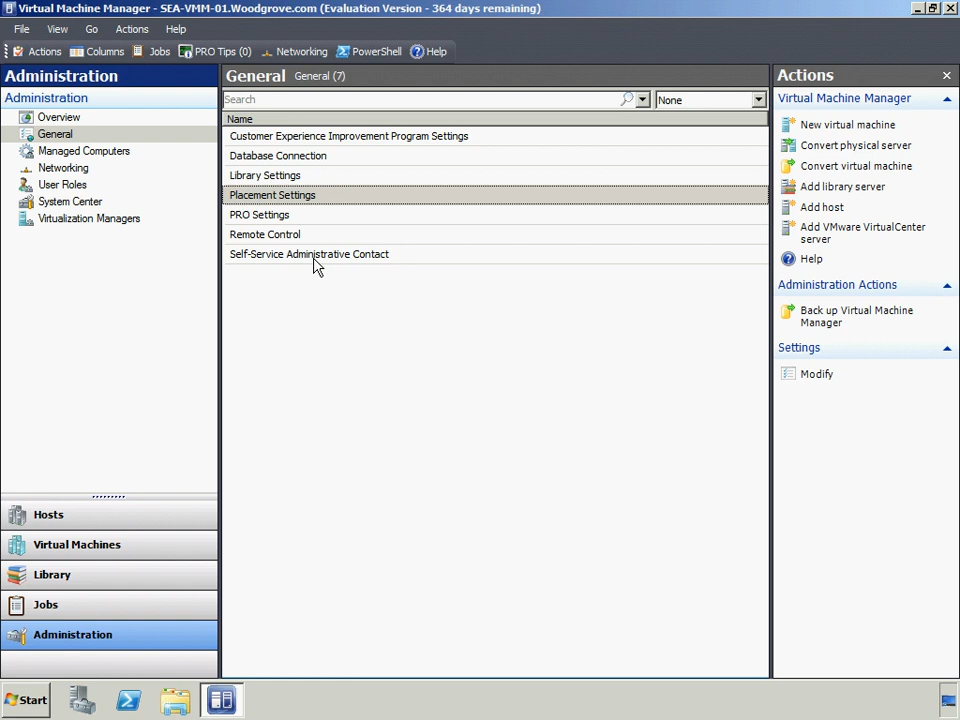 Virtual Machine Manager - SEA-VMM-01.Woodgrove.com (Evaluation Version - 364 days remaining)
File View Go Actions Help
Actions Columns Jobs PRO Tips (0) Networking PowerShell Help
Administration
Administration
Overview
General
Managed Computers
Networking
User Roles
System Center
Virtualization Managers
Hosts
Virtual Machines
Library
Jobs
Administration
General General (7)
Search None
Name
Customer Experience Improvement Program Settings
Database Connection
Library Settings
Placement Settings
PRO Settings
Remote Control
Self-Service Administrative Contact
Actions
Virtual Machine Manager
New virtual machine
Convert physical server
Convert virtual machine
Add library server
Add host
Add VMware VirtualCenter
server
Help
Administration Actions
Back up Virtual Machine
Manager
Settings
Modify
Start